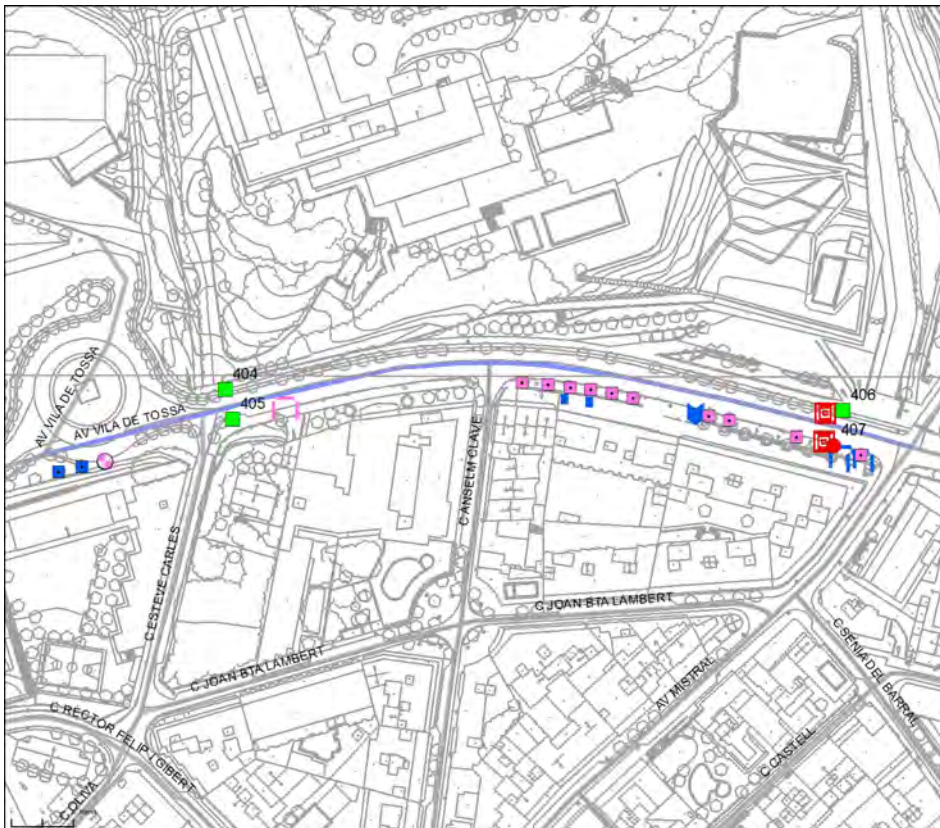 404
AV VILA DE TOSSA
AV VILA DE TOSSA
405
406
407
C ANSELM CLAVE
C ESTEVE CARLES
C JOAN BTA LAMBERT
C JOAN BTA LAMBERT
C SENIA DEL BARRAL
AV MISTRAL
C RECTOR FELIP I GIBERT
C CASTELL
C OLIVA